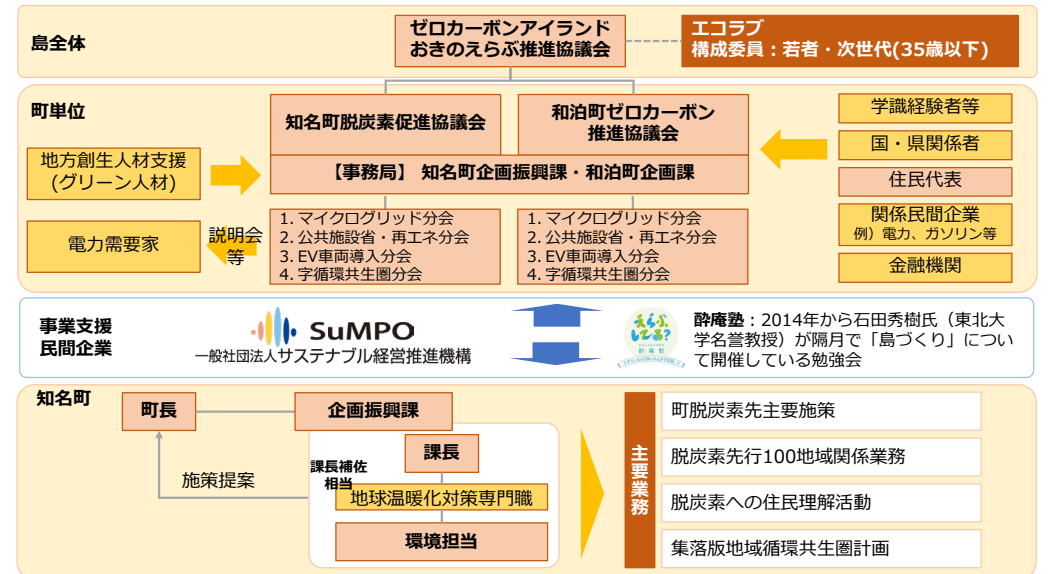 島全体
ゼロカーボンアイランド
おきのえらぶ推進協議会
エコラブ
構成委員：若者・次世代(35歳以下)
町単位
知名町脱炭素促進協議会
和泊町ゼロカーボン
推進協議会
【事務局】 知名町企画振興課・和泊町企画課
地方創生人材支援
(グリーン人材)
電力需要家
説明会
等
1. マイクログリッド分会
2. 公共施設省・再エネ分会
3. EV車両導入分会
4. 字循環共生圏分会
1. マイクログリッド分会
2. 公共施設省・再エネ分会
3. EV車両導入分会
4. 字循環共生圏分会
学識経験者等
国・県関係者
住民代表
関係民間企業
例）電力、ガソリン等
金融機関
事業支援
民間企業
SuMPO
一般社団法人サステナブル経営推進機構
えらぶ
してる?
酔庵塾
酔庵塾：2014年から石田秀樹氏（東北大
学名誉教授）が隔月で「島づくり」につい
て開催している勉強会
知名町
町長
企画振興課
課長
課長補佐
相当
地球温暖化対策専門職
環境担当
施策提案
主要業務
町脱炭素先主要施策
脱炭素先行100地域関係業務
脱炭素への住民理解活動
集落版地域循環共生圏計画